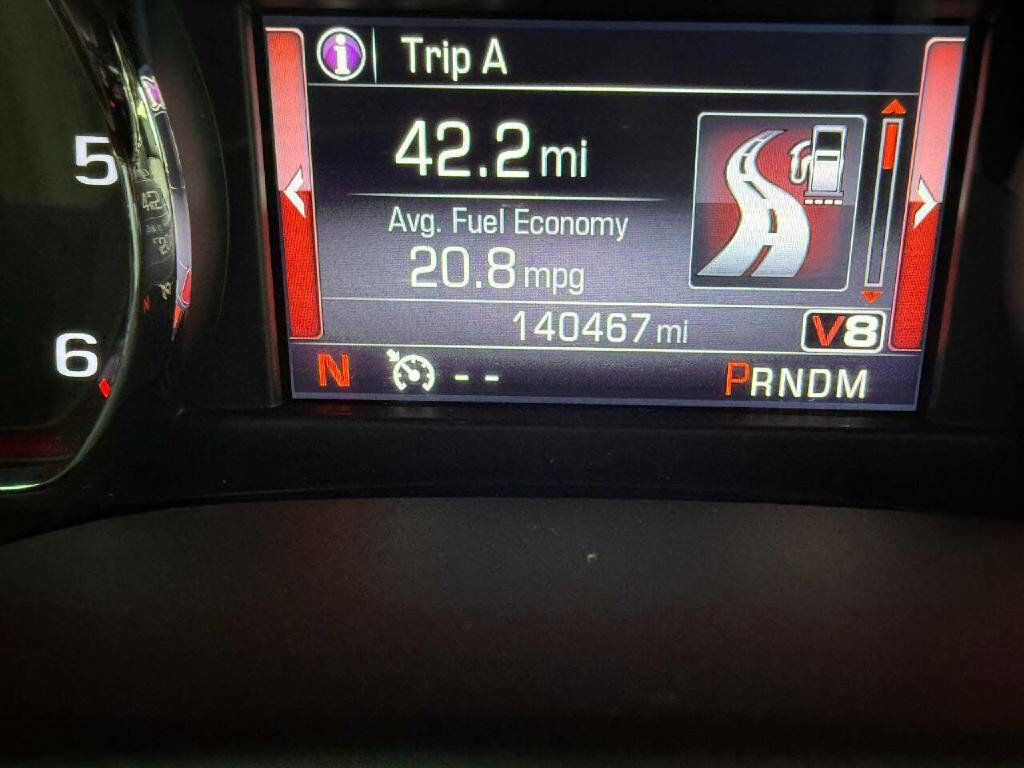 5
6
i Trip A
42.2 mi
Avg. Fuel Economy
20.8 mpg
140467 mi
V8
N -- PRNDM